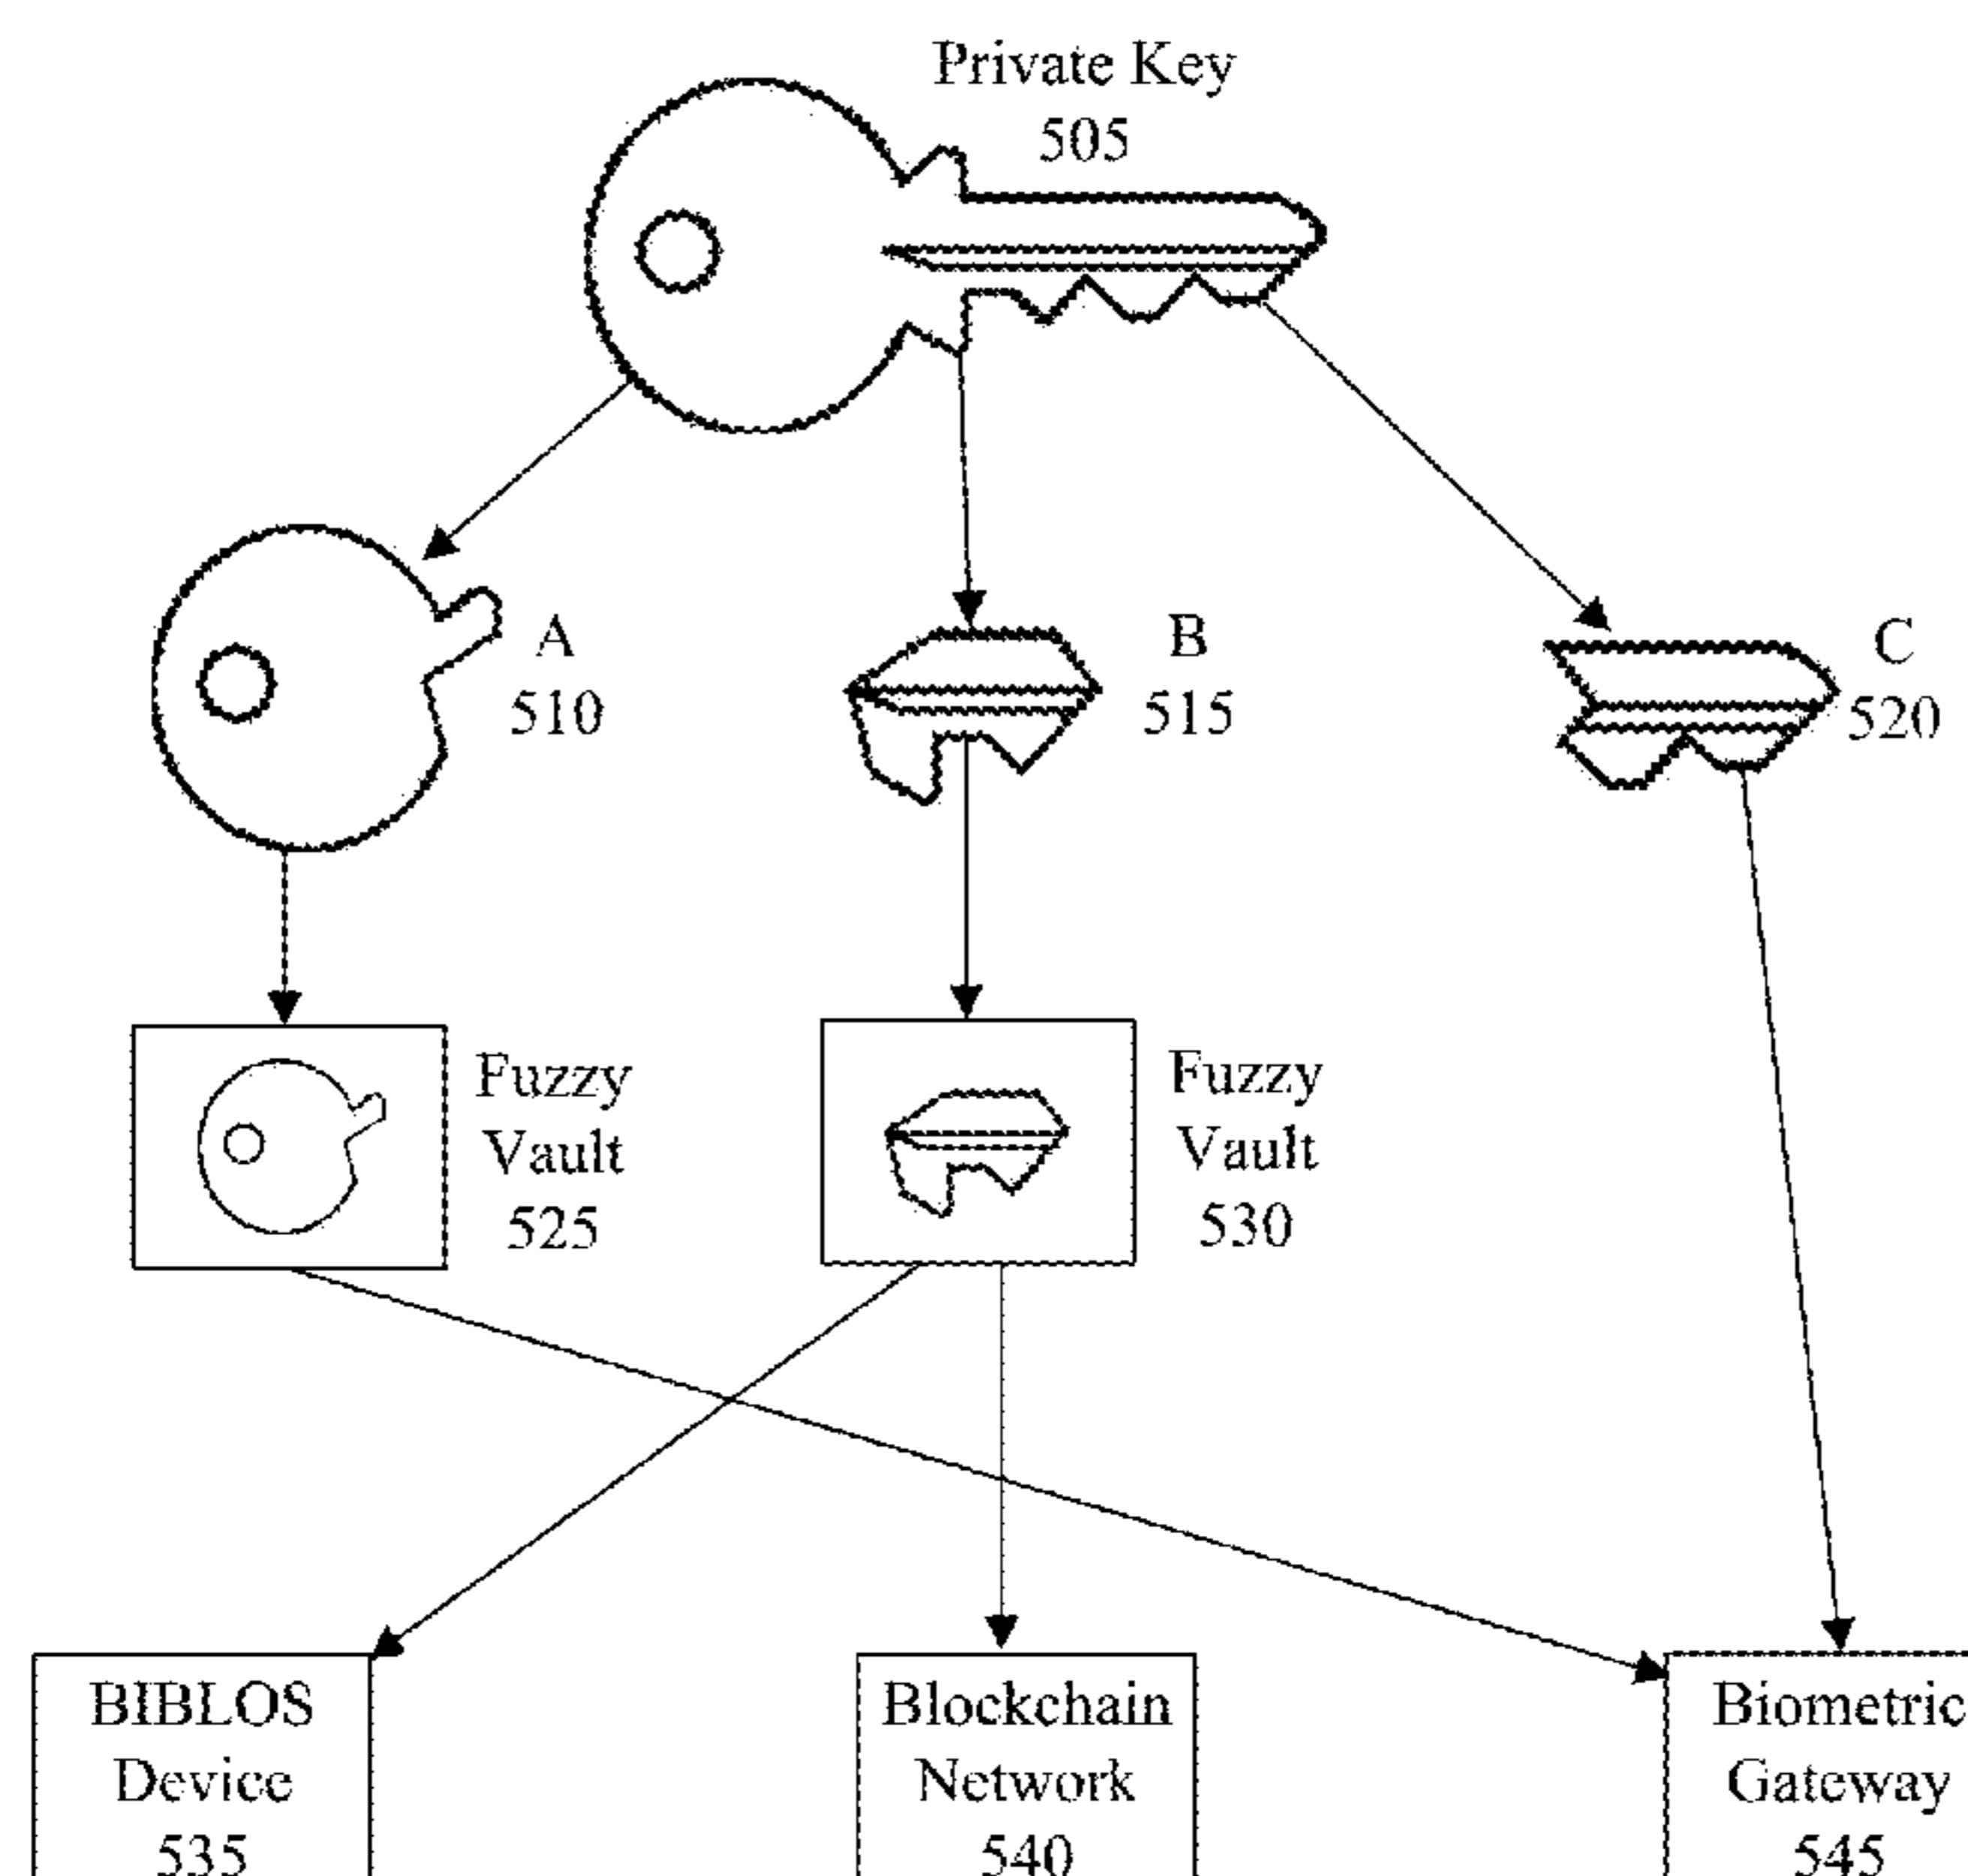 Private Key
505
A
510
B
515
C
520
Fuzzy
Vault
525
Fuzzy
Vault
530
BIBLOS
Device
535
Blockchain
Network
540
Biometric
Gateway
545